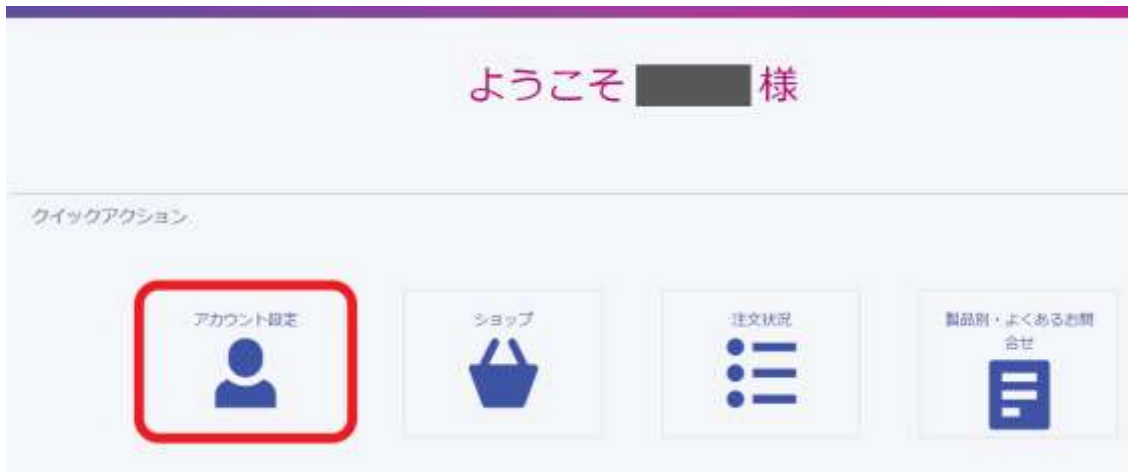 ようこそ 様
クイックアクション
アカウント設定
ショップ
注文状況
製品別・よくあるお問
合せ